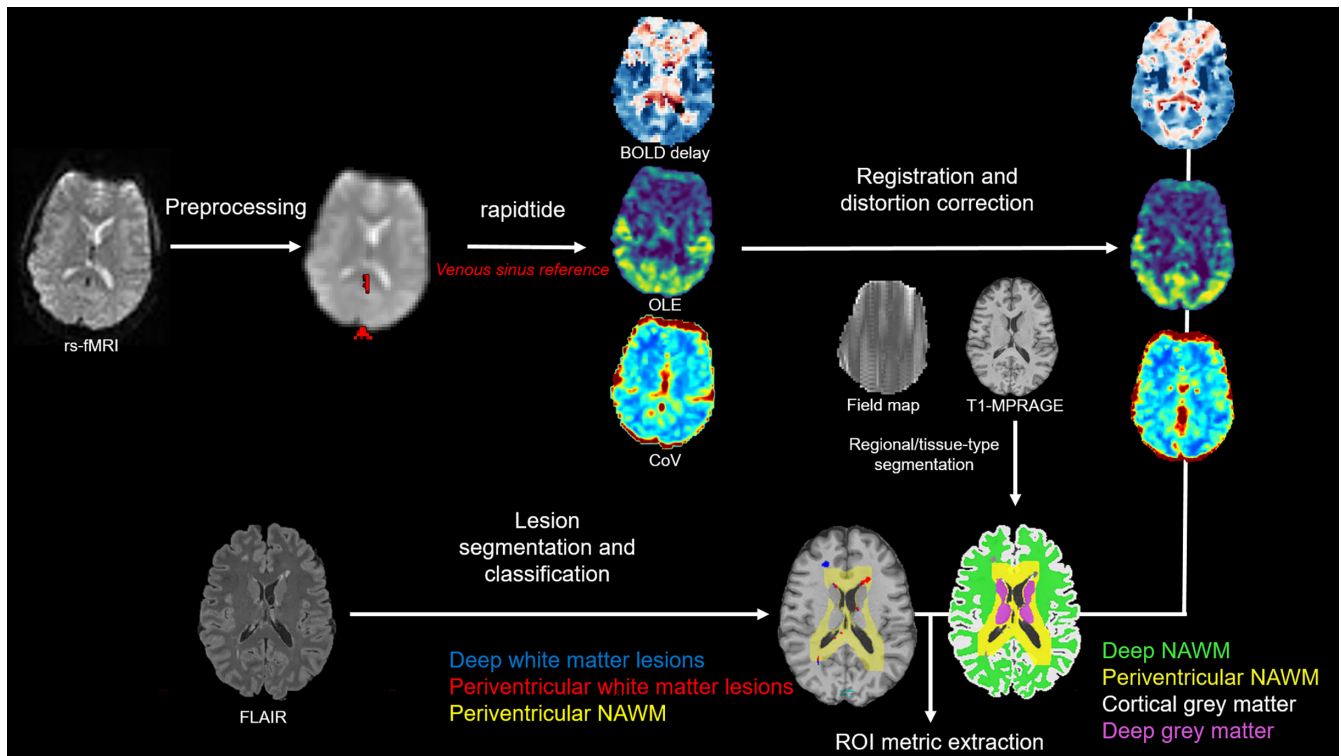 BOLD delay
Preprocessing
rapidtide
Registration and
distortion correction
Venous sinus reference
OLE
rs-fMRI
Field map
T1-MPRAGE
CoV
Regional/tissue-type
segmentation
Lesion
segmentation and
classification
Deep white matter lesions
Periventricular white matter lesions
Periventricular NAWM
FLAIR
Deep NAWM
Periventricular NAWM
Cortical grey matter
Deep grey matter
ROI metric extraction